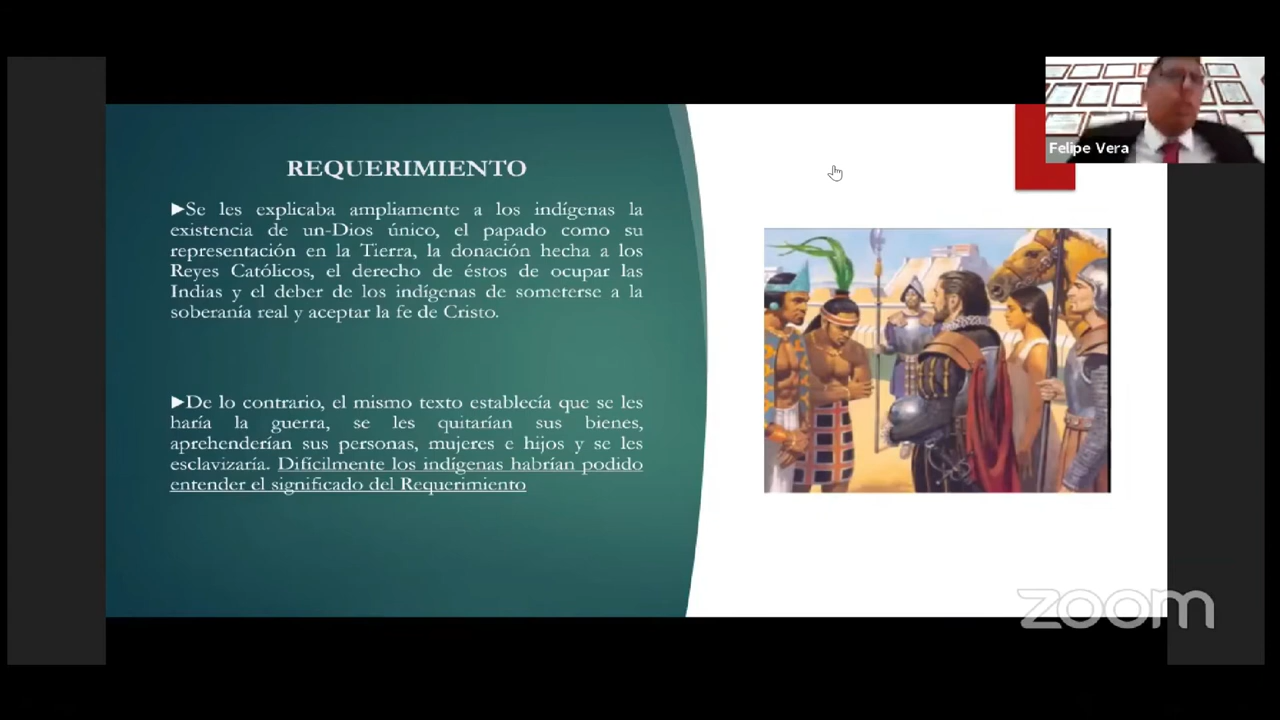 REQUERIMIENTO
►Se les explicaba ampliamente a los indígenas la
existencia de un-Dios único, el papado como su
representación en la Tierra, la donación hecha a los
Reyes Católicos, el derecho de éstos de ocupar las
Indias y el deber de los indígenas de someterse a la
soberanía real y aceptar la fe de Cristo.
►De lo contrario, el mismo texto establecía que se les
haría la guerra, se les quitarían sus bienes,
aprehenderían sus personas, mujeres e hijos y se les
esclavizaría. Difícilmente los indígenas habrían podido
entender el significado del Requerimiento
Felipe Vera
zoom